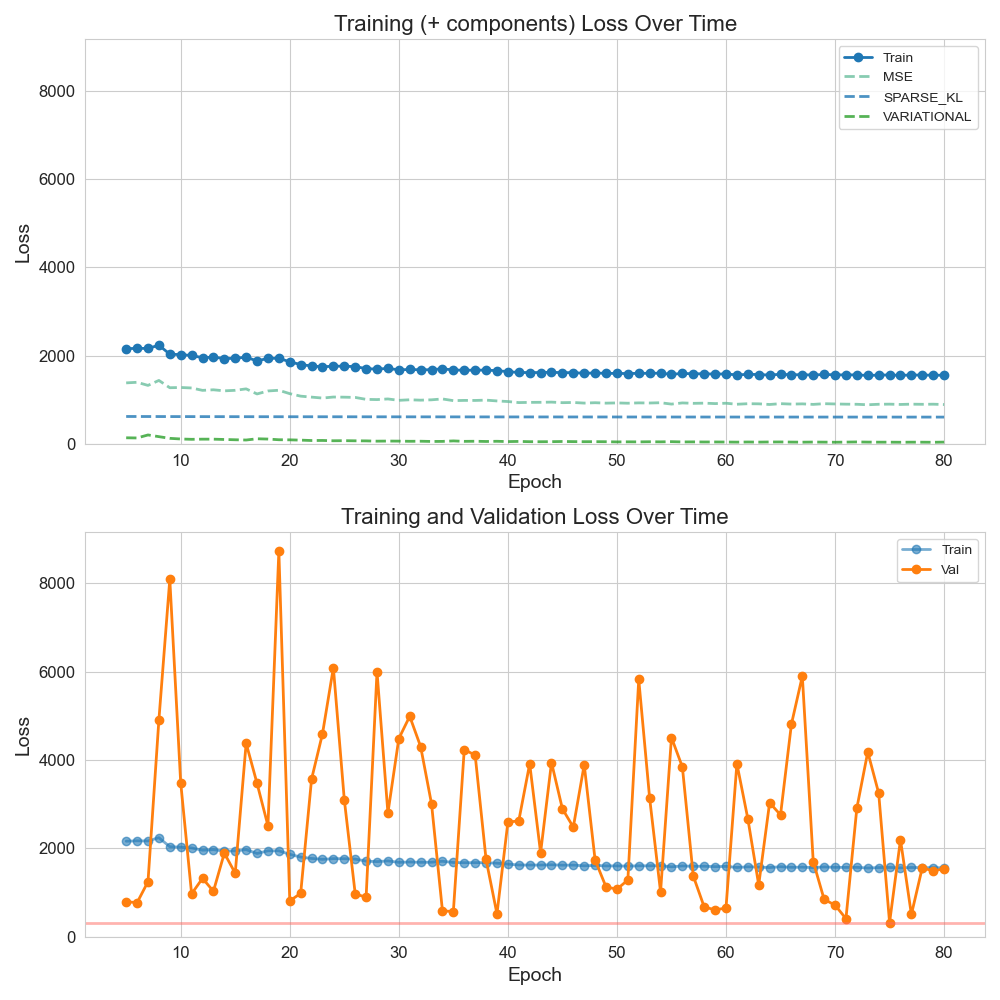 Training (+ components) Loss Over Time
Loss
8000
6000
4000
2000
0
10 20 30 40 50 60 70 80
Epoch
Train
MSE
SPARSE_KL
VARIATIONAL
Training and Validation Loss Over Time
Loss
8000
6000
4000
2000
0
10 20 30 40 50 60 70 80
Epoch
Train
Val